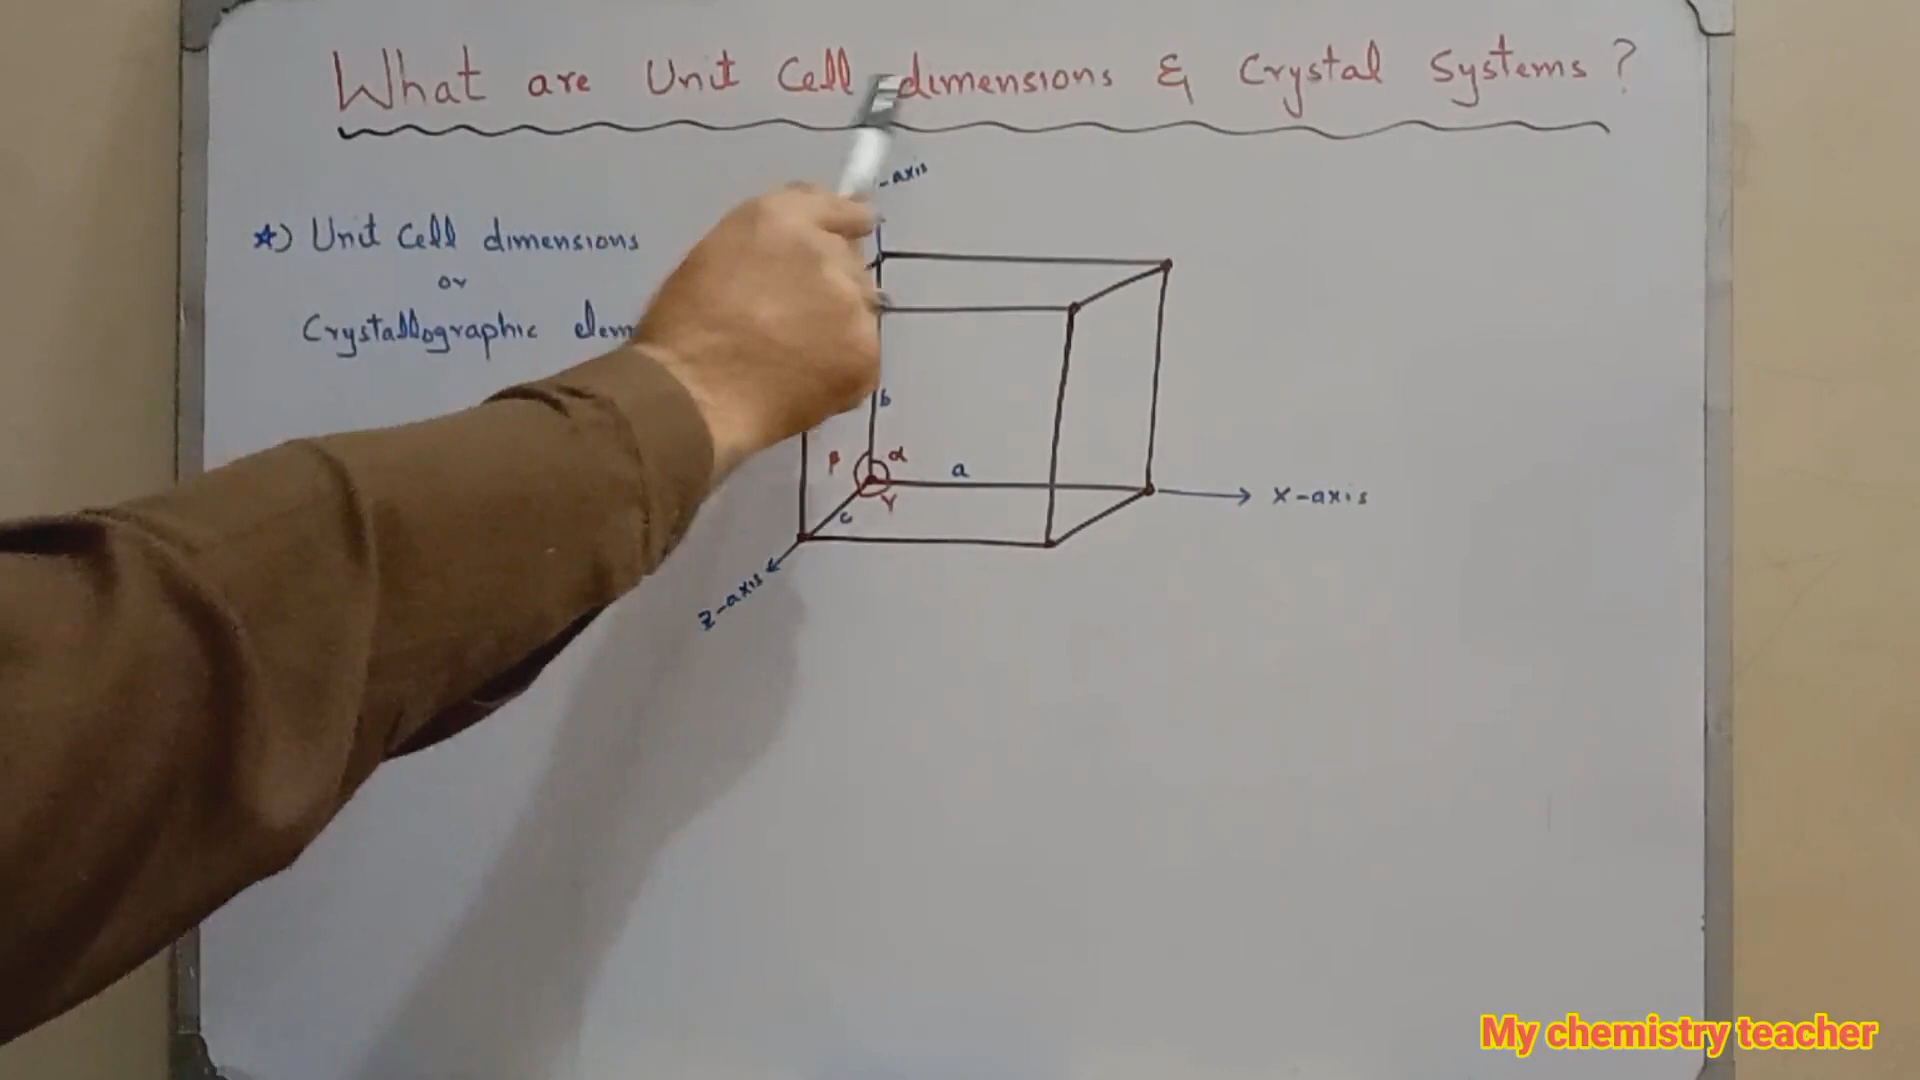 What are Unit Cell dimensions & Crystal Systems?
-axis
*) Unit Cell dimensions
or
Crystallographic elem
b
β α
a
γ
c
x-axis
z-axis
My chemistry teacher